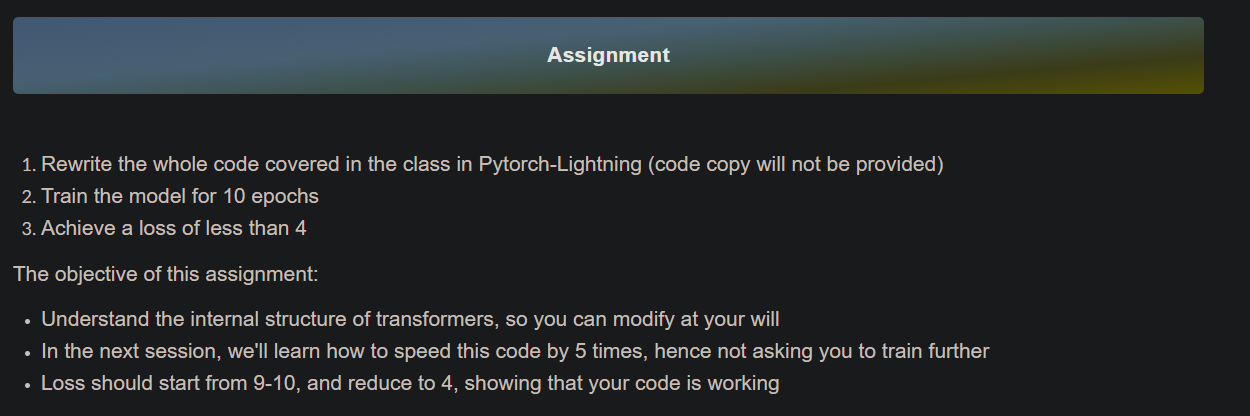 Assignment
1. Rewrite the whole code covered in the class in Pytorch-Lightning (code copy will not be provided)
2. Train the model for 10 epochs
3. Achieve a loss of less than 4
The objective of this assignment:
• Understand the internal structure of transformers, so you can modify at your will
• In the next session, we'll learn how to speed this code by 5 times, hence not asking you to train further
• Loss should start from 9-10, and reduce to 4, showing that your code is working